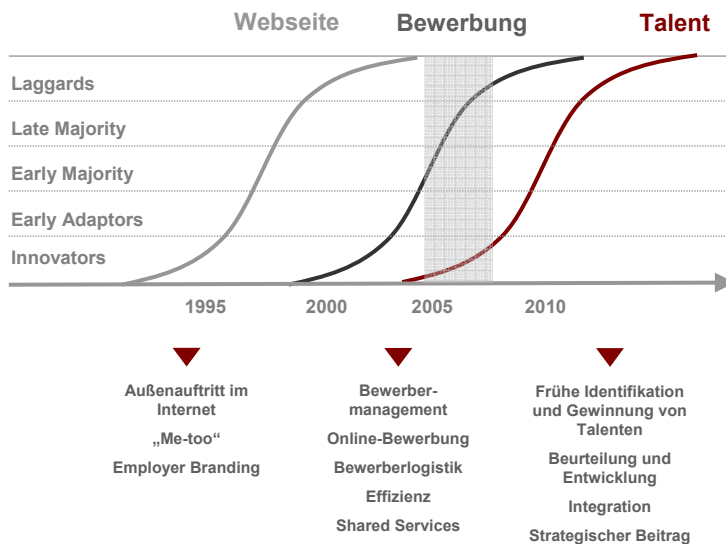 Webseite
Bewerbung
Talent
Laggards
Late Majority
Early Majority
Early Adaptors
Innovators
1995
2000
2005
2010
Außenauftritt im
Internet
„Me-too“
Employer Branding
Bewerber-
management
Online-Bewerbung
Bewerberlogistik
Effizienz
Shared Services
Frühe Identifikation
und Gewinnung von
Talenten
Beurteilung und
Entwicklung
Integration
Strategischer Beitrag